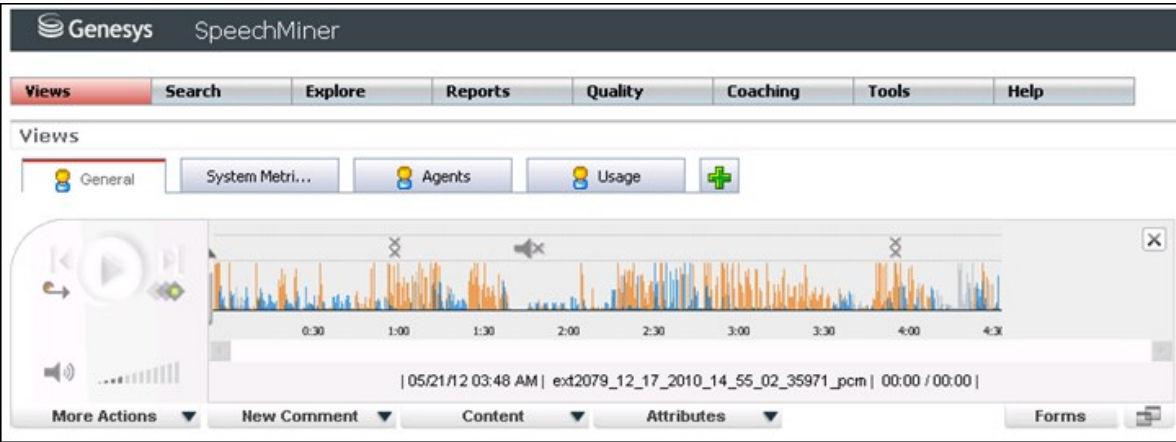 Genesys SpeechMiner
Views Search Explore Reports Quality Coaching Tools Help
Views
General System Metri... Agents Usage
0:30 1:00 1:30 2:00 2:30 3:00 3:30 4:00 4:30
| 05/21/12 03:48 AM | ext2079_12_17_2010_14_55_02_35971_pcm | 00:00 / 00:00 |
More Actions New Comment Content Attributes Forms